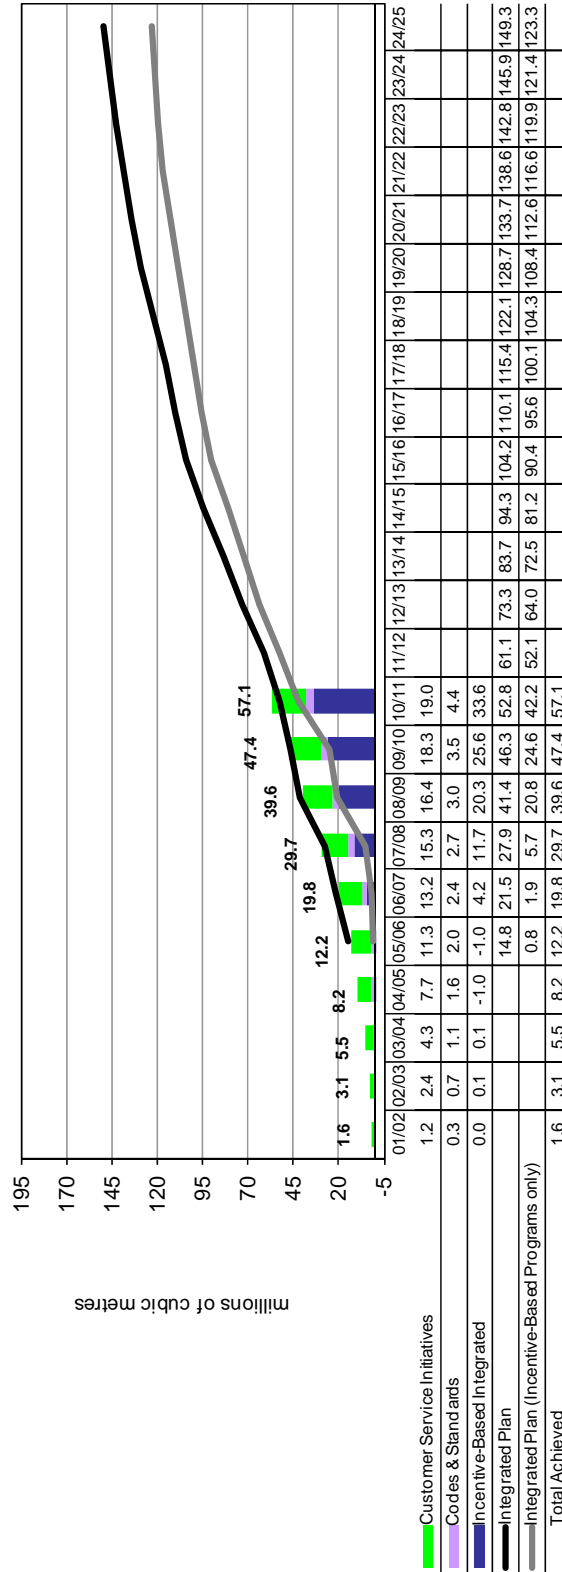 195
170
145
120
95
70
45
20
-5
millions of cubic metres
1.6
3.1
5.5
8.2
12.2
19.8
29.7
39.6
47.4
57.1
01/02 02/03 03/04 04/05 05/06 06/07 07/08 08/09 09/10 10/11 11/12 12/13 13/14 14/15 15/16 16/17 17/18 18/19 19/20 20/21 21/22 22/23 23/24 24/25
Customer Service Initiatives 1.2 2.4 4.3 7.7 11.3 13.2 15.3 16.4 18.3 19.0
Codes & Standards 0.3 0.7 1.1 1.6 2.0 2.4 2.7 3.0 3.5 4.4
Incentive-Based Integrated 0.0 0.1 0.1 -1.0 -1.0 4.2 11.7 20.3 25.6 33.6
Integrated Plan 14.8 21.5 27.9 41.4 46.3 52.8 61.1 73.3 83.7 94.3 104.2 110.1 115.4 122.1 128.7 133.7 138.6 142.8 145.9 149.3
Integrated Plan (Incentive-Based Programs only) 0.8 1.9 5.7 20.8 24.6 42.2 52.1 64.0 72.5 81.2 90.4 95.6 100.1 104.3 108.4 112.6 116.6 119.9 121.4 123.3
Total Achieved 1.6 3.1 5.5 8.2 12.2 19.8 29.7 39.6 47.4 57.1